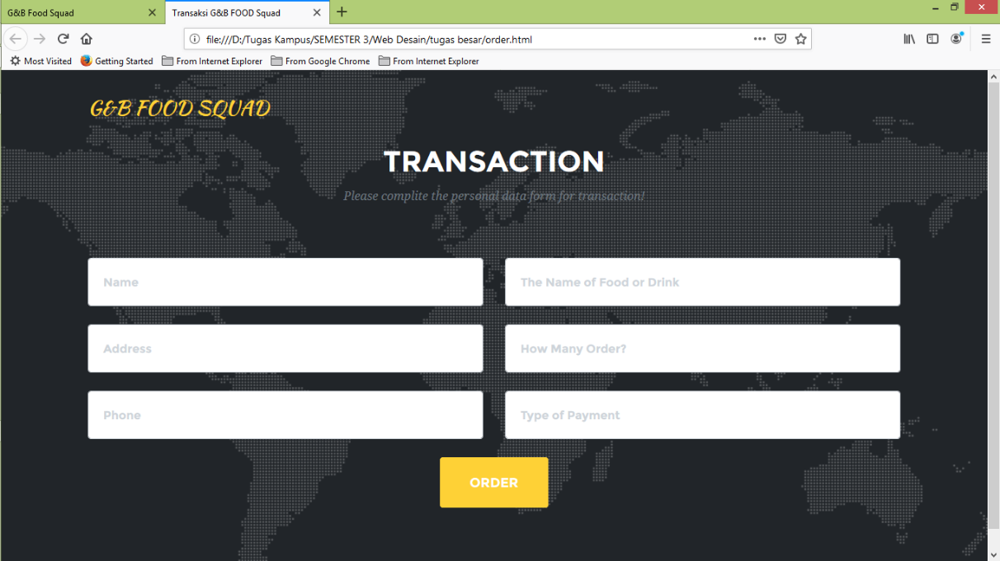 G&B Food Squad
Transaksi G&B FOOD Squad
file:///D:/Tugas Kampus/SEMESTER 3/Web Desain/tugas besar/order.html
Most Visited Getting Started From Internet Explorer From Google Chrome From Internet Explorer
G&B FOOD SQUAD
TRANSACTION
Please complite the personal data form for transaction!
Name
The Name of Food or Drink
Address
How Many Order?
Phone
Type of Payment
ORDER